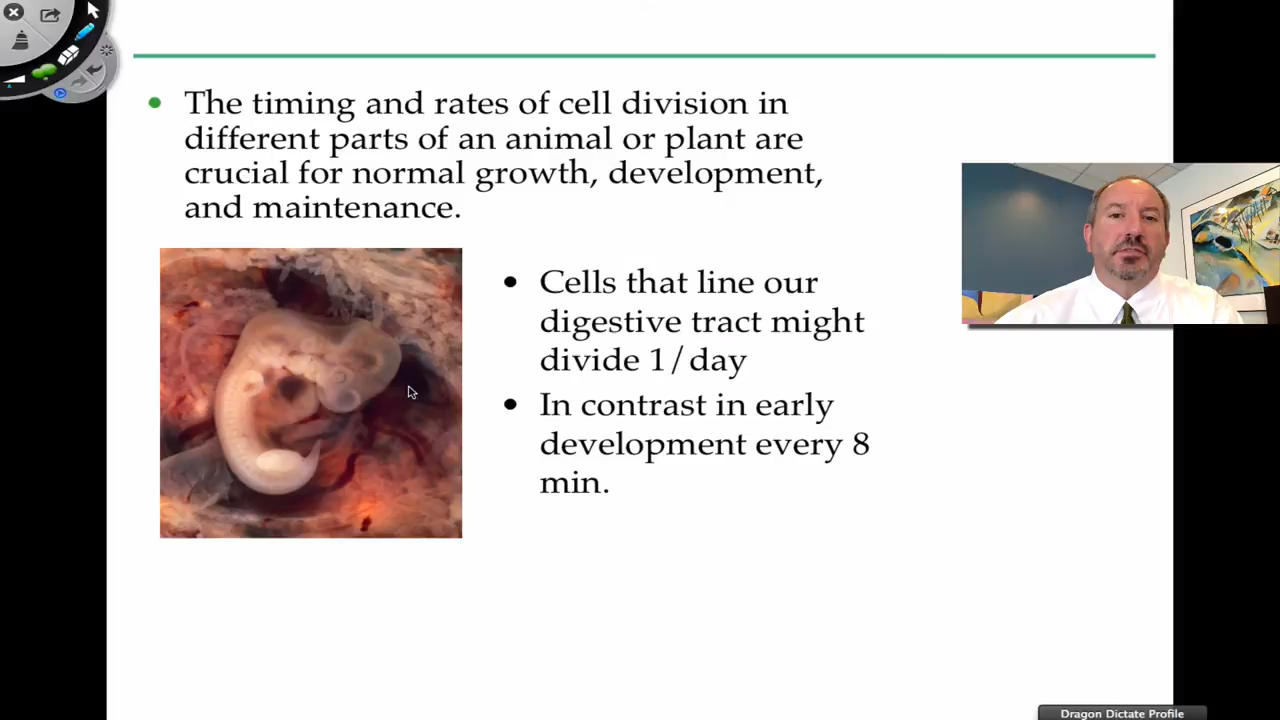 • The timing and rates of cell division in
different parts of an animal or plant are
crucial for normal growth, development,
and maintenance.
• Cells that line our
digestive tract might
divide 1/day
• In contrast in early
development every 8
min.
Dragon Dictate Profile